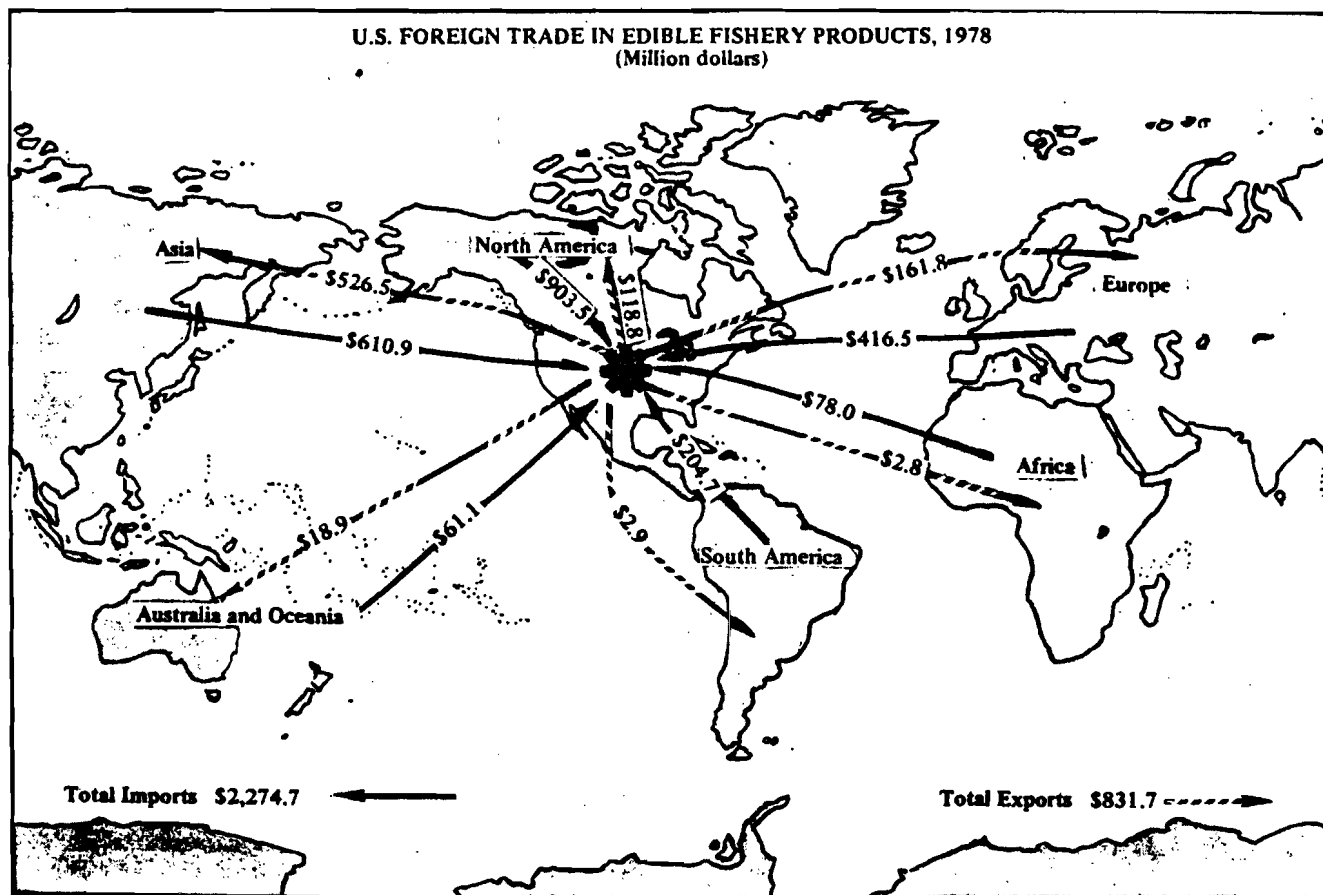 U.S. FOREIGN TRADE IN EDIBLE FISHERY PRODUCTS, 1978
(Million dollars)
Asia
North America
$161.8
Europe
$526.5
$903.5
$118.8
$610.9
$416.5
$78.0
$204.7
$2.8
Africa
$18.9
$61.1
$2.9
South America
Australia and Oceania
Total Imports $2,274.7
Total Exports $831.7